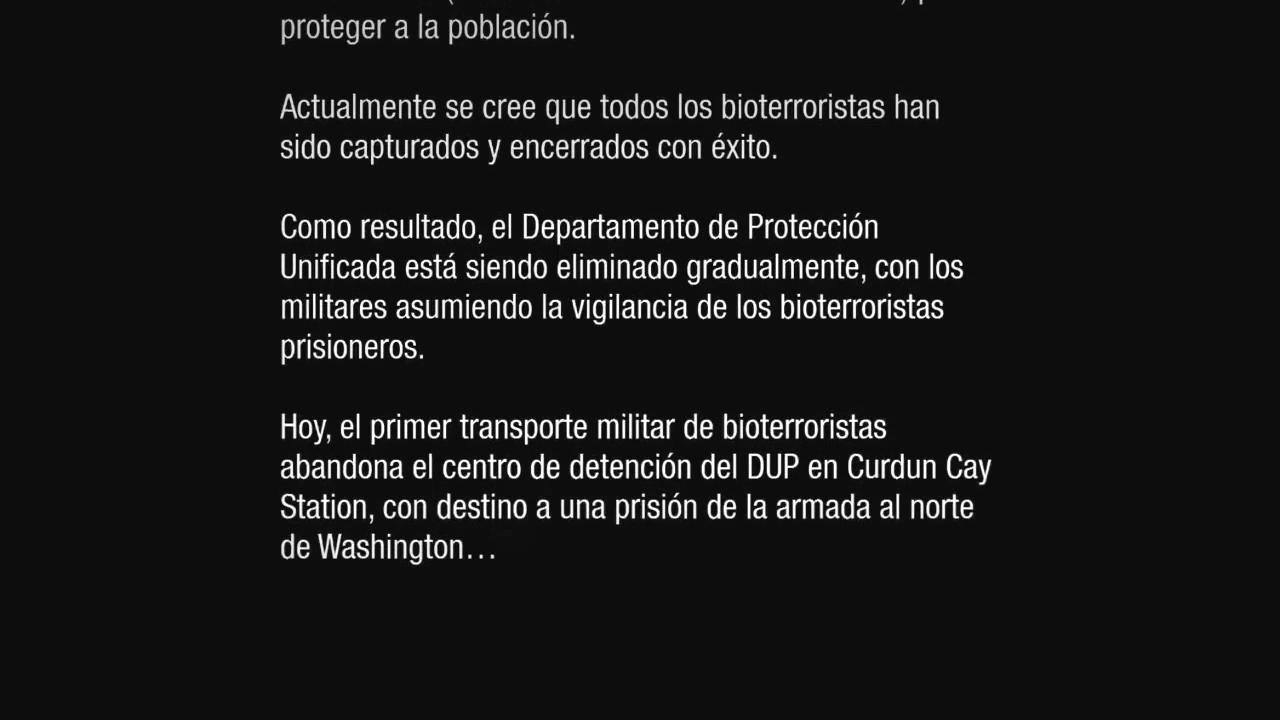 proteger a la población.
Actualmente se cree que todos los bioterroristas han
sido capturados y encerrados con éxito.
Como resultado, el Departamento de Protección
Unificada está siendo eliminado gradualmente, con los
militares asumiendo la vigilancia de los bioterroristas
prisioneros.
Hoy, el primer transporte militar de bioterroristas
abandona el centro de detención del DUP en Curdun Cay
Station, con destino a una prisión de la armada al norte
de Washington…